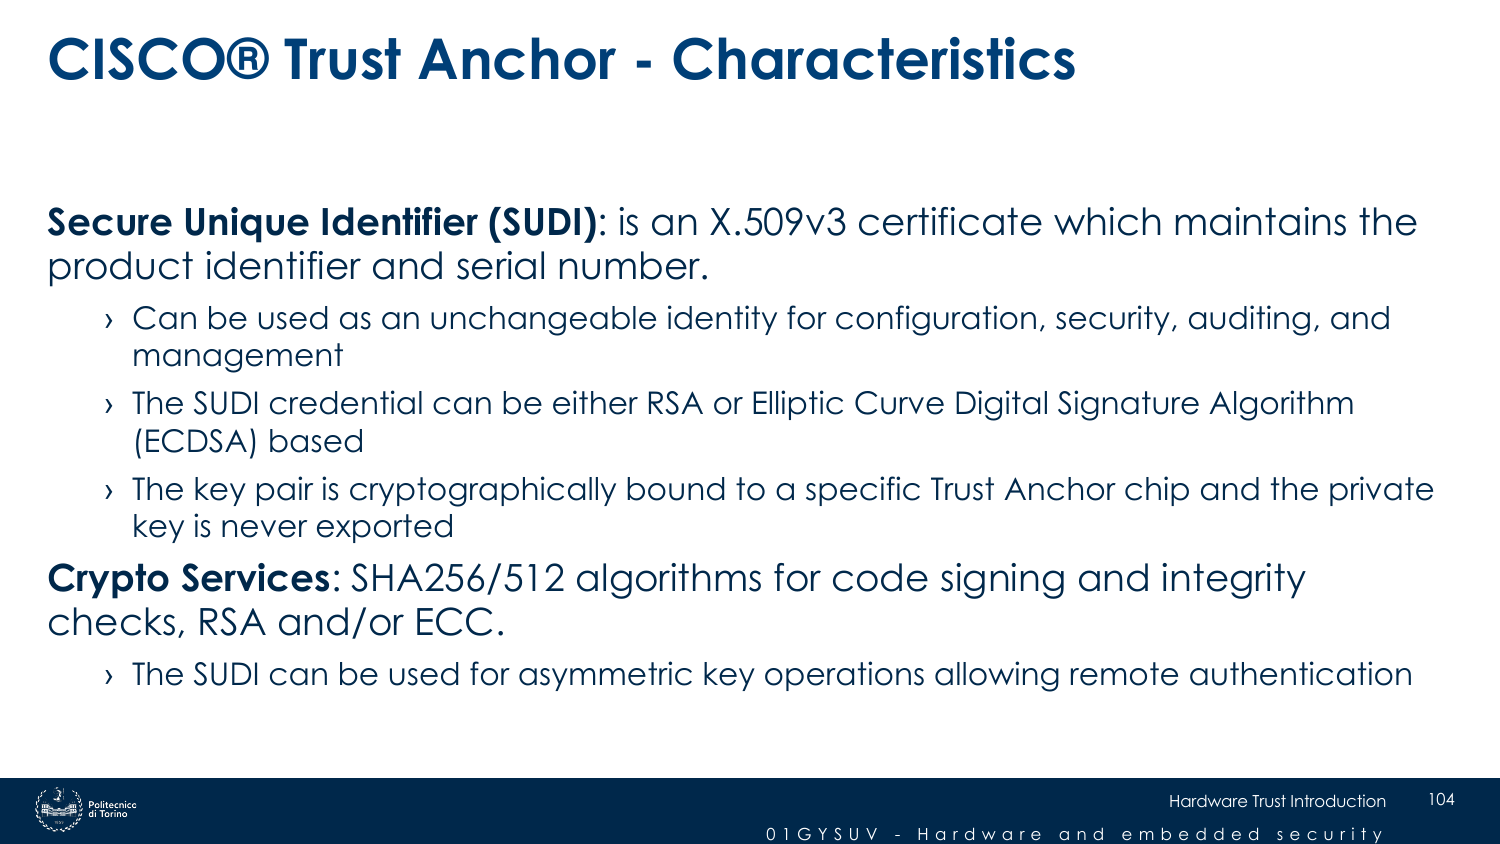 CISCO® Trust Anchor - Characteristics
Secure Unique Identifier (SUDI): is an X.509v3 certificate which maintains the
product identifier and serial number.
› Can be used as an unchangeable identity for configuration, security, auditing, and
management
› The SUDI credential can be either RSA or Elliptic Curve Digital Signature Algorithm
(ECDSA) based
› The key pair is cryptographically bound to a specific Trust Anchor chip and the private
key is never exported
Crypto Services: SHA256/512 algorithms for code signing and integrity
checks, RSA and/or ECC.
› The SUDI can be used for asymmetric key operations allowing remote authentication
Politecnico
di Torino
Hardware Trust Introduction
104
01GYSUV - Hardware and embedded security